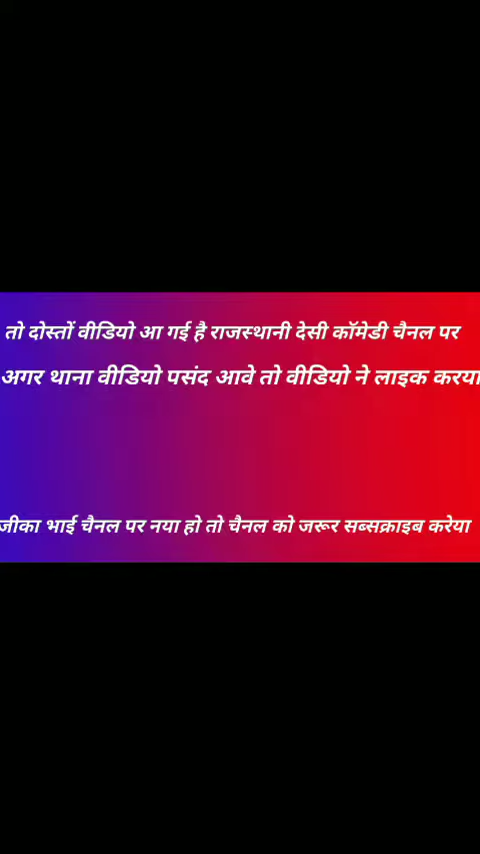 तो दोस्तों वीडियो आ गई है राजस्थानी देसी कॉमेडी चैनल पर
अगर थाना वीडियो पसंद आवे तो वीडियो ने लाइक करया
जीका भाई चैनल पर नया हो तो चैनल को जरूर सब्सक्राइब करेया